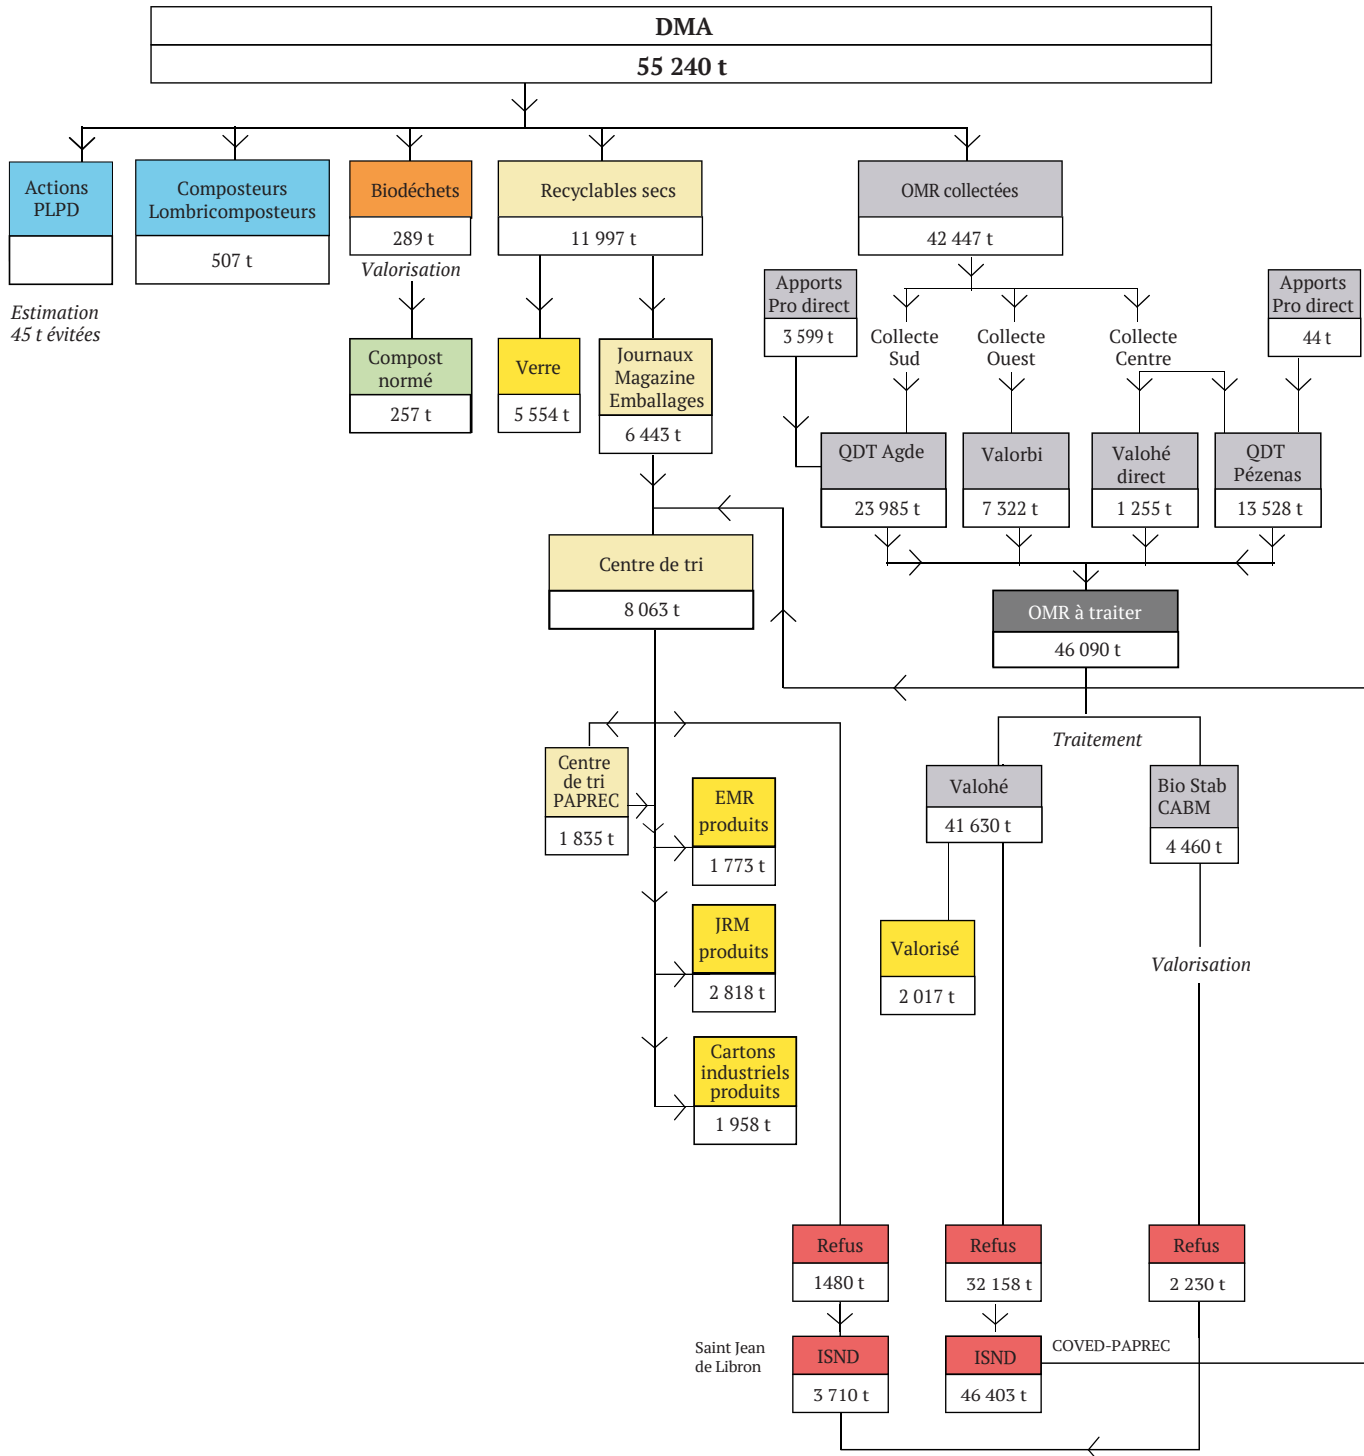 DMA
55 240 t
Actions
PLPD
Estimation
45 t évitées
Composteurs
Lombricomposteurs
507 t
Biodéchets
289 t
Valorisation
Compost
normé
257 t
Recyclables secs
11 997 t
Verre
5 554 t
Journaux
Magazine
Emballages
6 443 t
OMR collectées
42 447 t
Apports
Pro direct
3 599 t
Collecte
Sud
Collecte
Ouest
Collecte
Centre
Apports
Pro direct
44 t
QDT Agde
23 985 t
Valorbi
7 322 t
Valohé
direct
1 255 t
QDT
Pézenas
13 528 t
Centre de tri
8 063 t
OMR à traiter
46 090 t
Traitement
Centre
de tri
PAPREC
1 835 t
EMR
produits
1 773 t
JRM
produits
2 818 t
Cartons
industriels
produits
1 958 t
Valohé
41 630 t
Bio Stab
CABM
4 460 t
Valorisé
2 017 t
Valorisation
Refus
1480 t
Refus
32 158 t
Refus
2 230 t
Saint Jean
de Libron
ISND
3 710 t
ISND
46 403 t
COVED-PAPREC